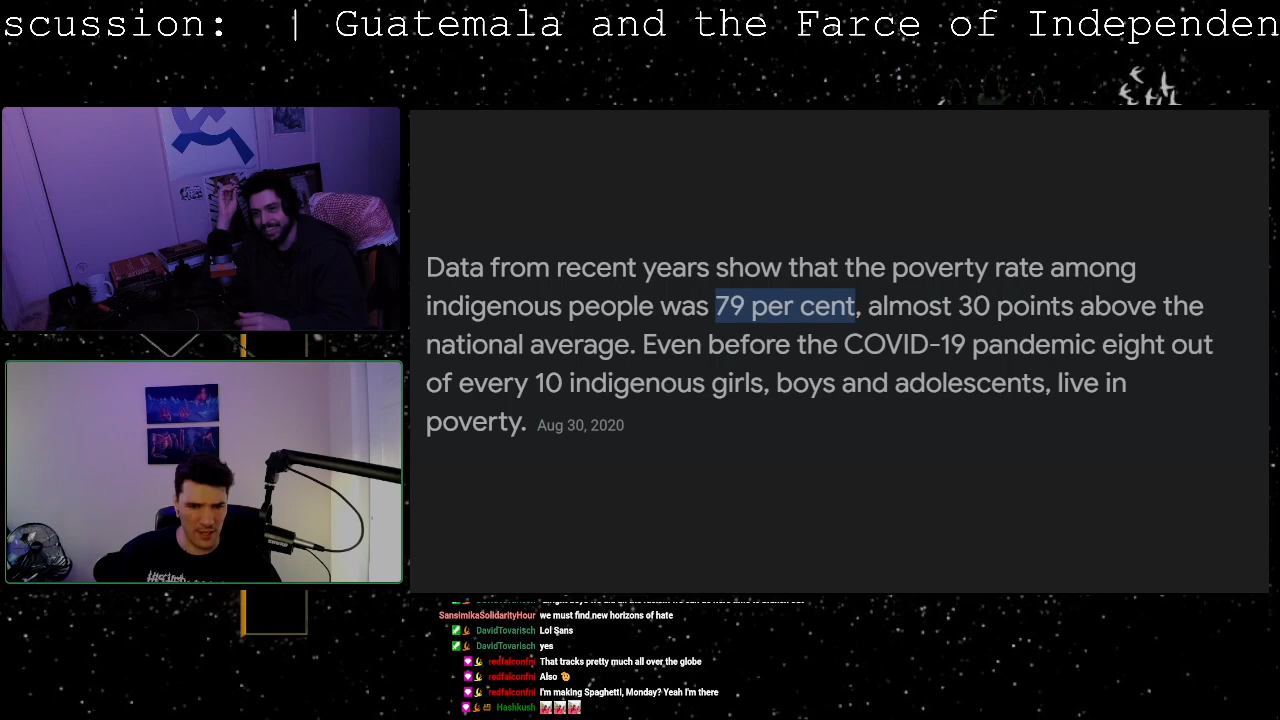 scussion:  | Guatemala and the Farce of Independen
Data from recent years show that the poverty rate among
indigenous people was 79 per cent, almost 30 points above the
national average. Even before the COVID-19 pandemic eight out
of every 10 indigenous girls, boys and adolescents, live in
poverty. Aug 30, 2020
SansimikaSolidarityHour we must find new horizons of hate
DavidTovarisch Lol Şans
DavidTovarisch yes
redfalconfni That tracks pretty much all over the globe
redfalconfni Also
redfalconfni I'm making Spaghetti, Monday? Yeah I'm there
Hashkush